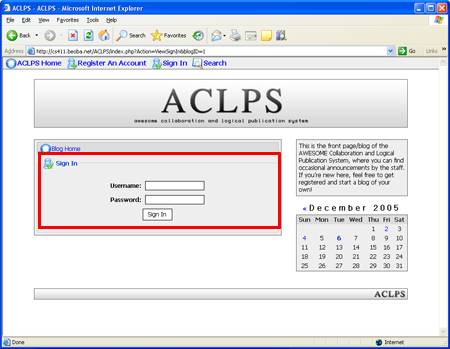 ACLPS - ACLPS - Microsoft Internet Explorer
File Edit View Favorites Tools Help
Back Search Favorites
Address http://cs411.beoba.net/ACLPS/index.php?Action=ViewSignIn&blogID=1 Go Links »
ACLPS Home Register An Account Sign In Search
ACLPS
awesome collaboration and logical publication system
Blog Home
Sign In
Username:
Password:
Sign In
This is the front page/blog of the
AWESOME Collaboration and Logical
Publication System, where you can find
occasional announcements by the staff.
If you're new here, feel free to get
registered and start a blog of your
own!
« December 2005
Sun Mon Tue Wed Thu Fri Sat
1 2 3
4 5 6 7 8 9 10
11 12 13 14 15 16 17
18 19 20 21 22 23 24
25 26 27 28 29 30 31
ACLPS
Done Internet